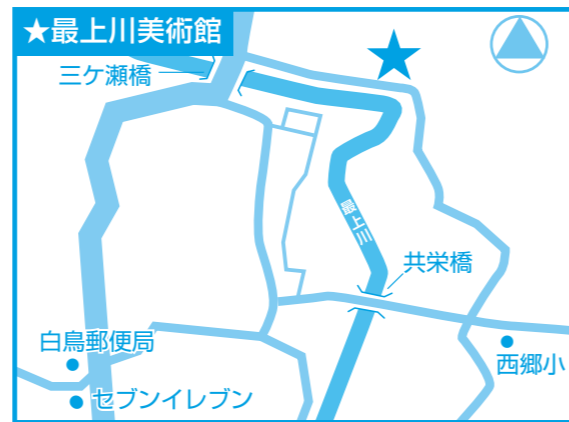 ★最上川美術館
三ケ瀬橋
最上川
共栄橋
白鳥郵便局
西郷小
セブンイレブン